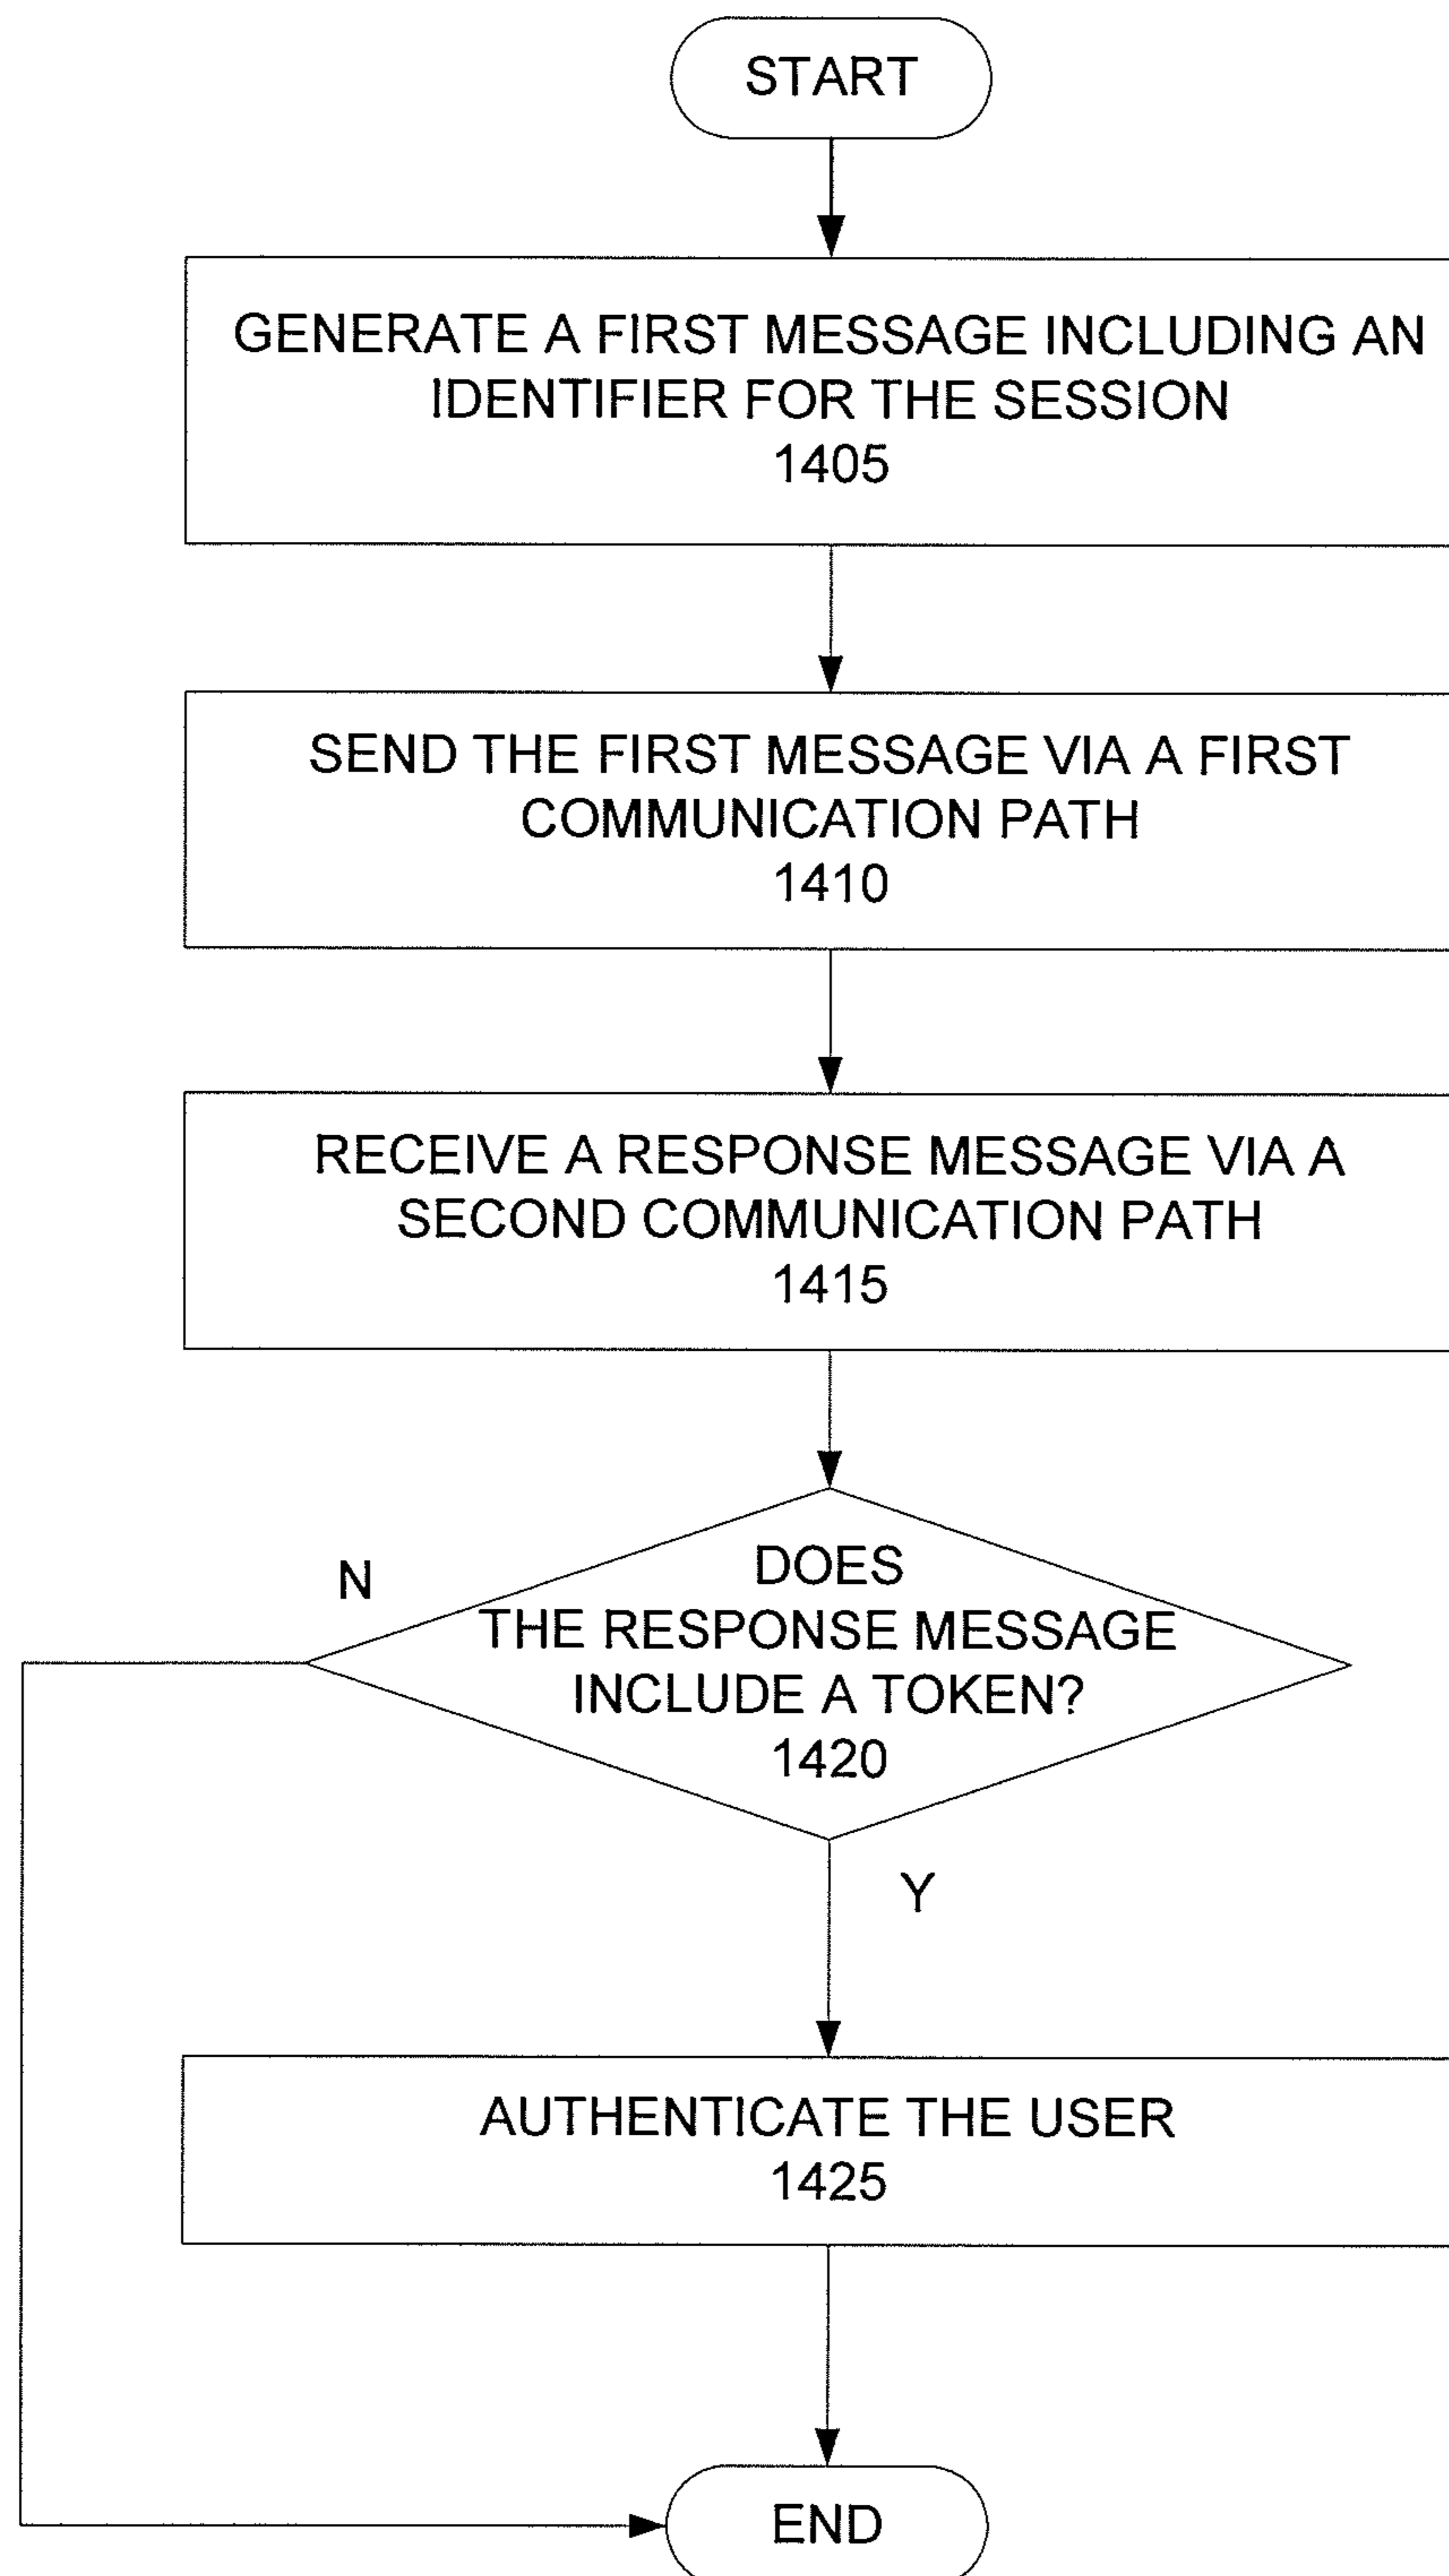 START
GENERATE A FIRST MESSAGE INCLUDING AN
IDENTIFIER FOR THE SESSION
1405
SEND THE FIRST MESSAGE VIA A FIRST
COMMUNICATION PATH
1410
RECEIVE A RESPONSE MESSAGE VIA A
SECOND COMMUNICATION PATH
1415
DOES
N
THE RESPONSE MESSAGE
INCLUDE A TOKEN?
1420
Y
AUTHENTICATE THE USER
1425
END